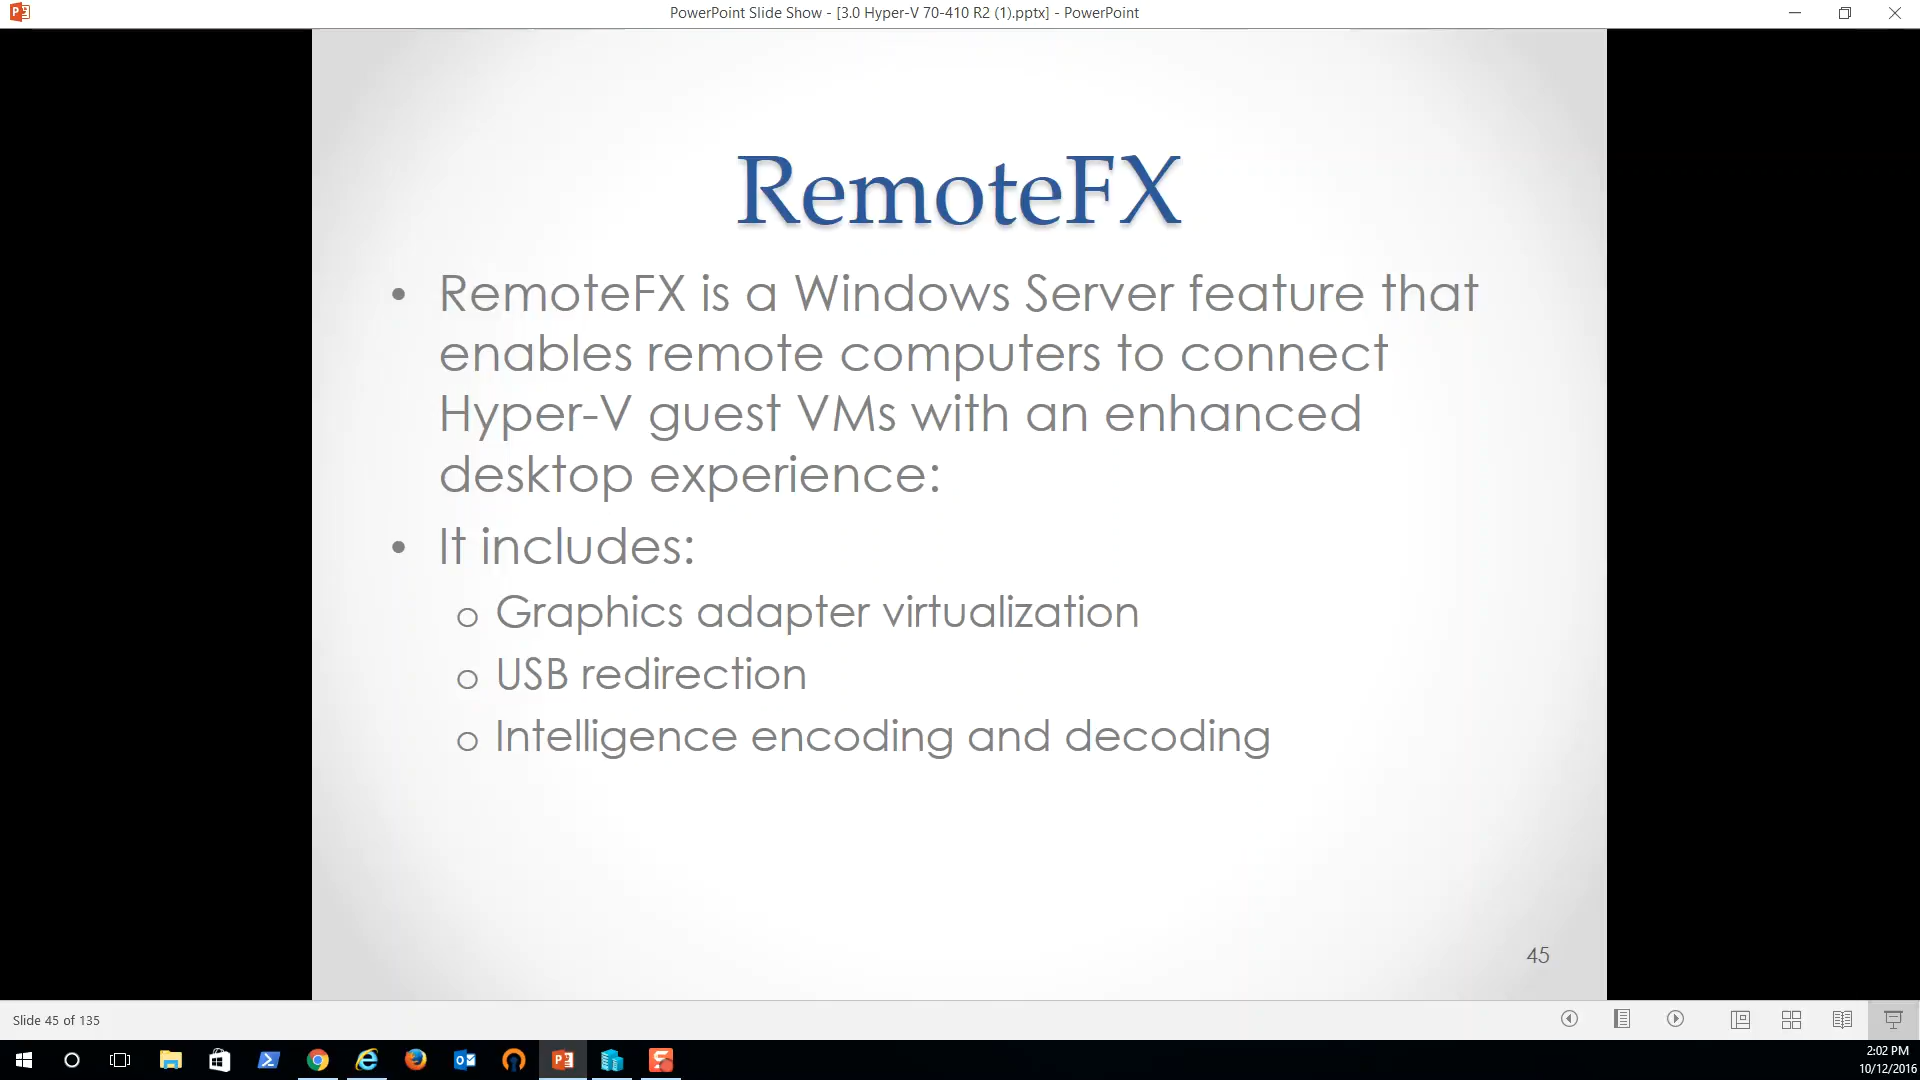 PowerPoint Slide Show - [3.0 Hyper-V 70-410 R2 (1).pptx] - PowerPoint
RemoteFX
• RemoteFX is a Windows Server feature that
enables remote computers to connect
Hyper-V guest VMs with an enhanced
desktop experience:
• It includes:
o Graphics adapter virtualization
o USB redirection
o Intelligence encoding and decoding
45
Slide 45 of 135
2:02 PM
10/12/2016